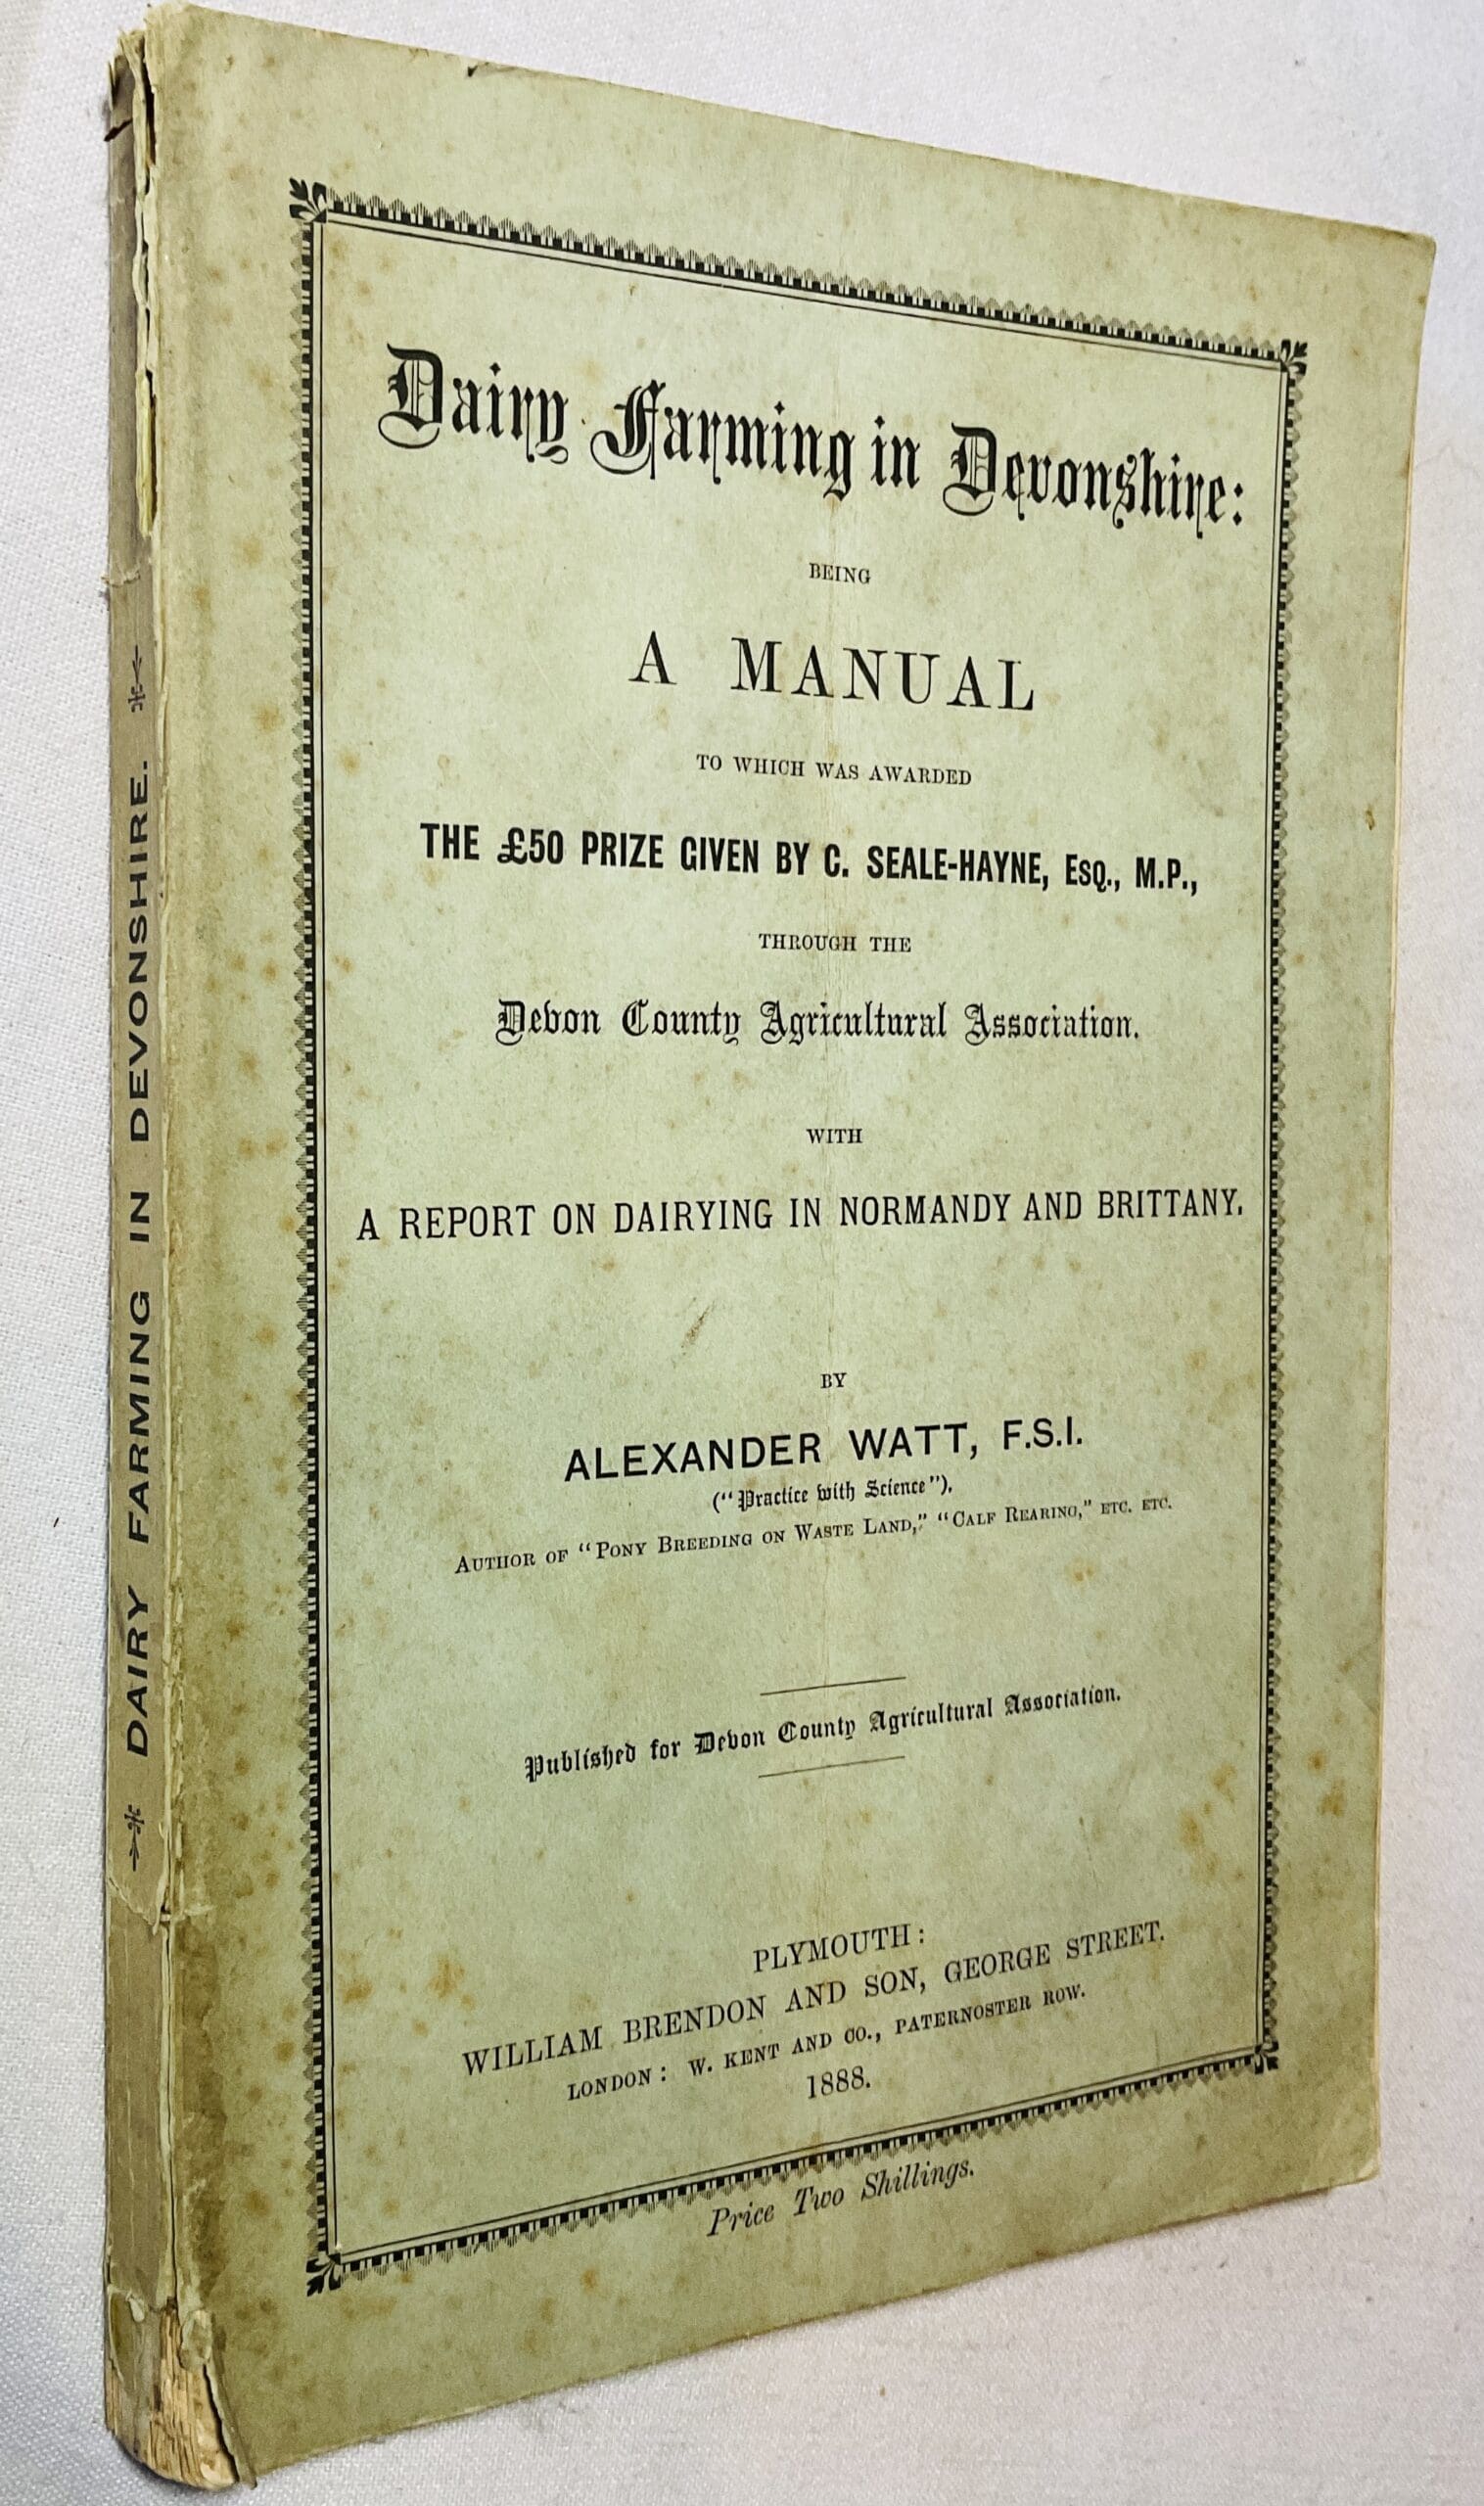 Dairy Farming in Devonshire:
BEING
A MANUAL
TO WHICH WAS AWARDED
THE £50 PRIZE GIVEN BY C. SEALE-HAYNE, ESQ., M.P.,
THROUGH THE
Devon County Agricultural Association.
WITH
A REPORT ON DAIRYING IN NORMANDY AND BRITTANY.
BY
ALEXANDER WATT, F.S.I.
("Practice with Science"),
AUTHOR OF "PONY BREEDING ON WASTE LAND," "CALF REARING," ETC. ETC.
Published for Devon County Agricultural Association.
PLYMOUTH:
WILLIAM BRENDON AND SON, GEORGE STREET.
LONDON: W. KENT AND CO., PATERNOSTER ROW.
1888.
Price Two Shillings.
DAIRY FARMING IN DEVONSHIRE.